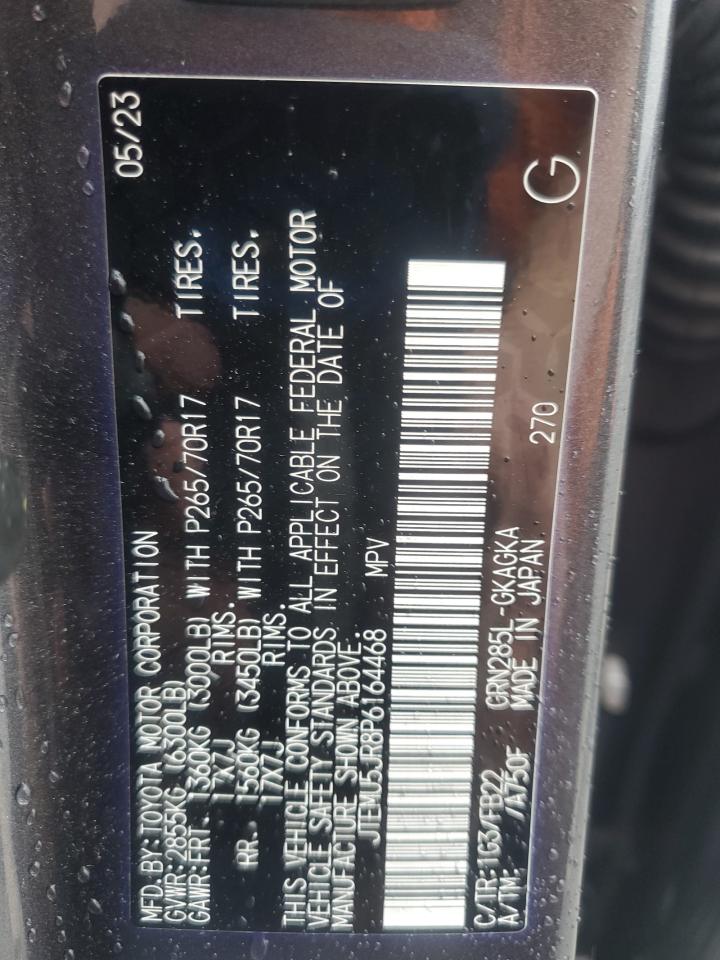 MFD.BY:TOYOTA MOTOR CORPORATION 05/23
GVWR:2855KG (6300LB)
GAWR:FRT. 1360KG (3000LB) WITH P265/70R17 TIRES.
17X7J RIMS.
RR. 1560KG (3450LB) WITH P265/70R17 TIRES.
17X7J RIMS.
THIS VEHICLE CONFORMS TO ALL APPLICABLE FEDERAL MOTOR
VEHICLE SAFETY STANDARDS IN EFFECT ON THE DATE OF
MANUFACTURE SHOWN ABOVE.
JTEMU5JR8P6164468 MPV
C/TR:1G3/FB22 GRN285L-GKAGKA
A/TM: /A750F MADE IN JAPAN 270 G